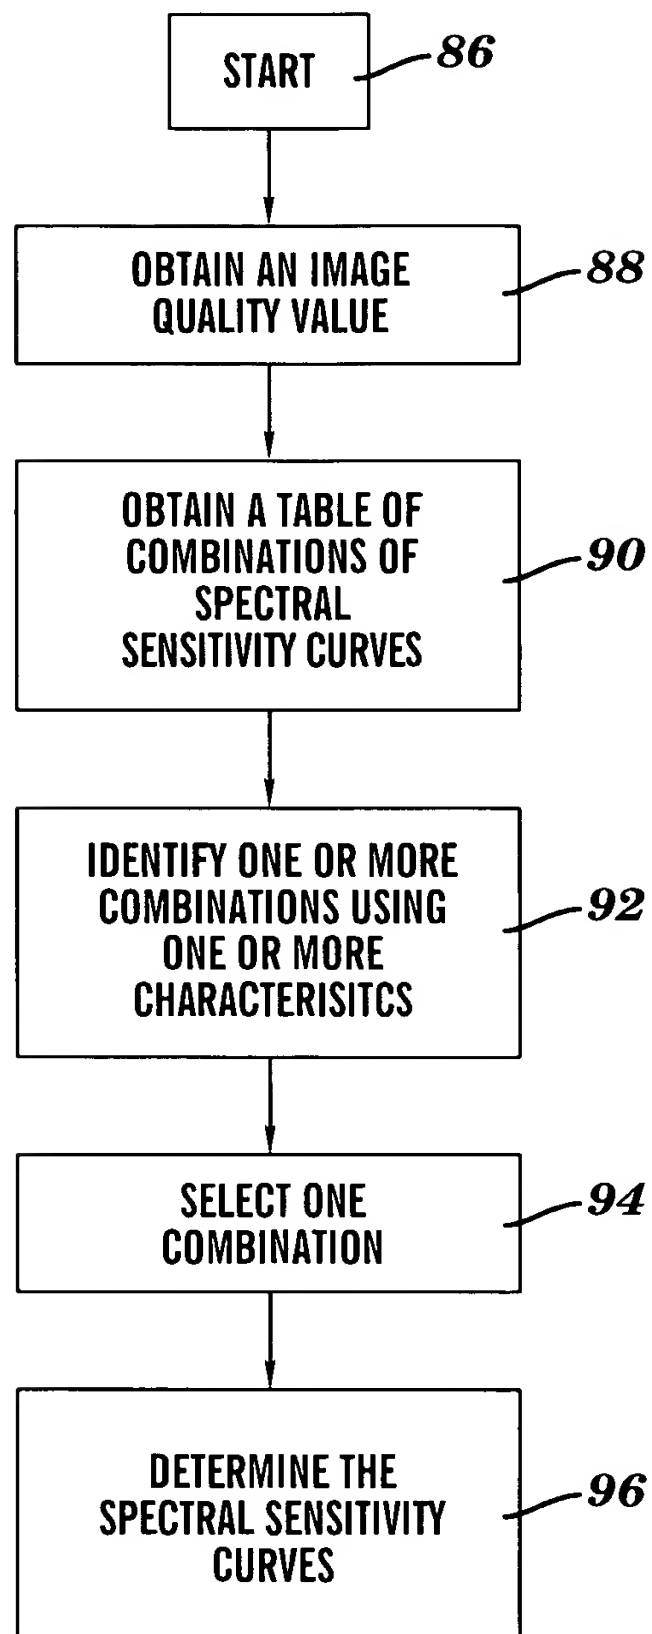 START
86
OBTAIN AN IMAGE
QUALITY VALUE
88
OBTAIN A TABLE OF
COMBINATIONS OF
SPECTRAL
SENSITIVITY CURVES
90
IDENTIFY ONE OR MORE
COMBINATIONS USING
ONE OR MORE
CHARACTERISITCS
92
SELECT ONE
COMBINATION
94
DETERMINE THE
SPECTRAL SENSITIVITY
CURVES
96